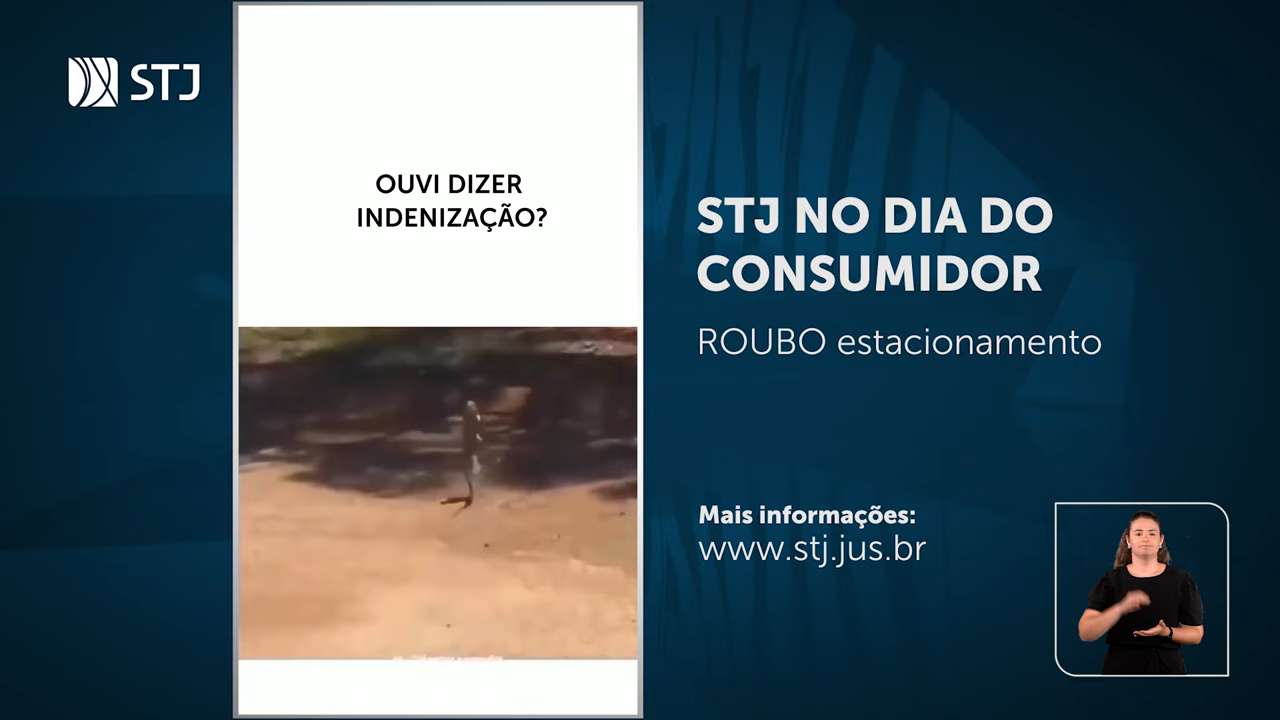 STJ
OUVI DIZER
INDENIZAÇÃO?
STJ NO DIA DO
CONSUMIDOR
ROUBO estacionamento
Mais informações:
www.stj.jus.br